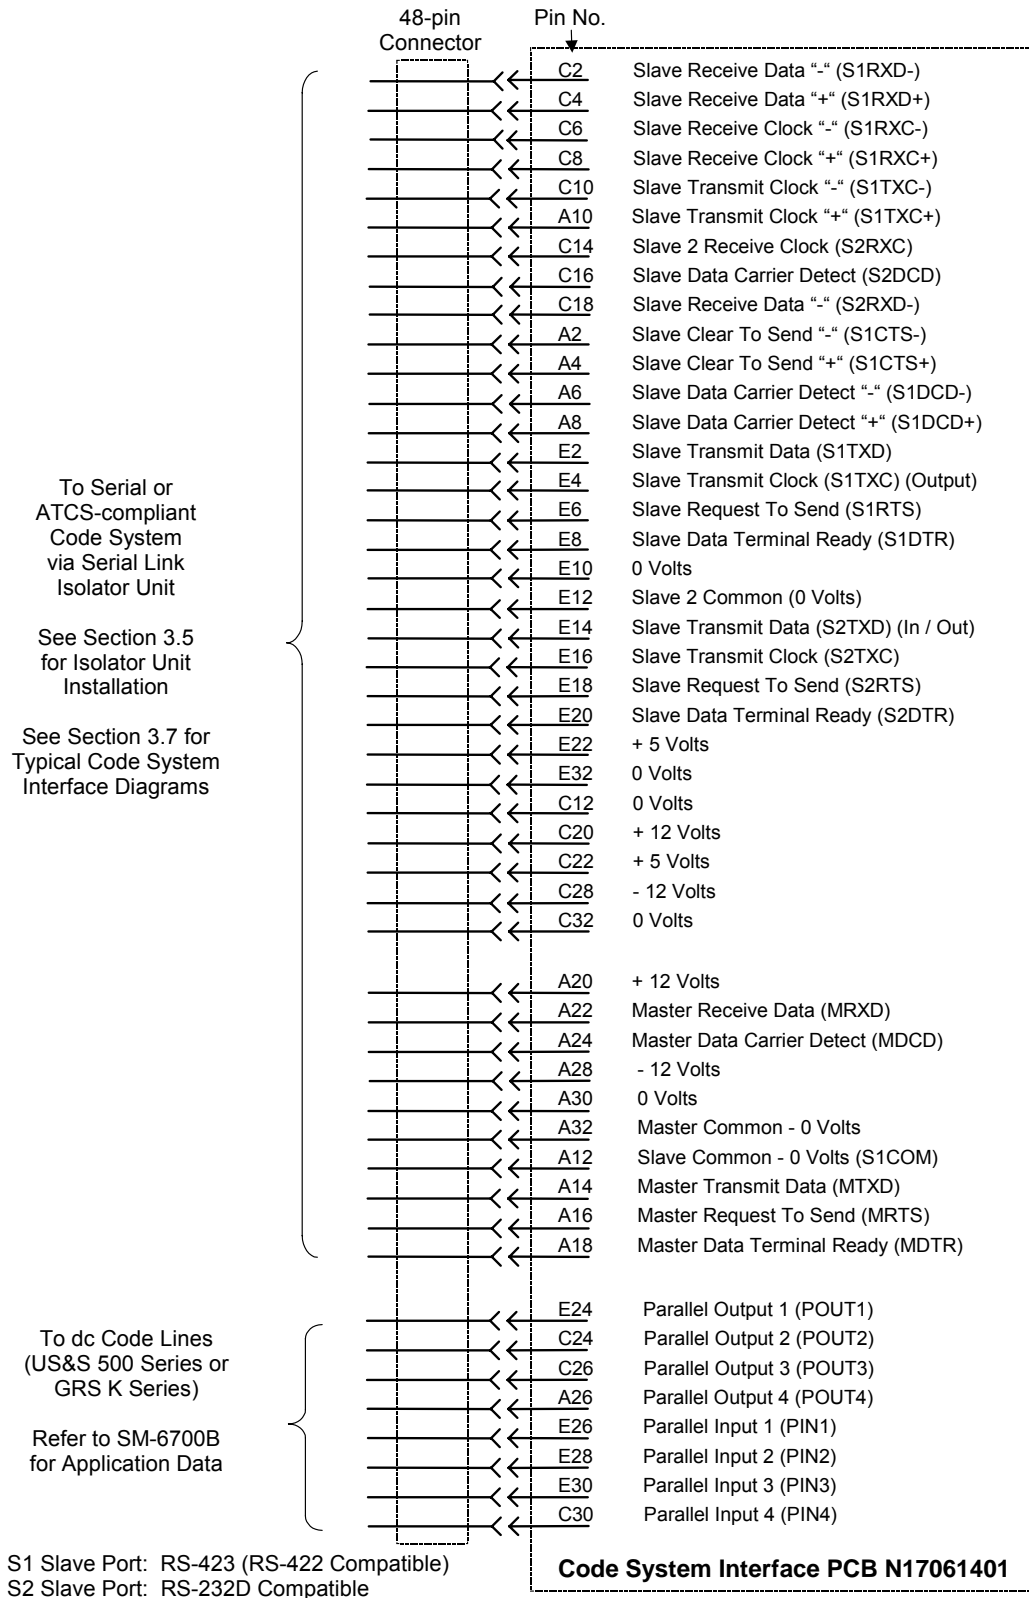 48-pin
Connector
Pin No.
C2 Slave Receive Data “-“ (S1RXD-)
C4 Slave Receive Data "+" (S1RXD+)
C6 Slave Receive Clock “-“ (S1RXC-)
C8 Slave Receive Clock “+“ (S1RXC+)
C10 Slave Transmit Clock “-“ (S1TXC-)
A10 Slave Transmit Clock “+“ (S1TXC+)
C14 Slave 2 Receive Clock (S2RXC)
C16 Slave Data Carrier Detect (S2DCD)
C18 Slave Receive Data “-“ (S2RXD-)
A2 Slave Clear To Send “-“ (S1CTS-)
A4 Slave Clear To Send “+“ (S1CTS+)
A6 Slave Data Carrier Detect “-“ (S1DCD-)
A8 Slave Data Carrier Detect “+“ (S1DCD+)
E2 Slave Transmit Data (S1TXD)
E4 Slave Transmit Clock (S1TXC) (Output)
E6 Slave Request To Send (S1RTS)
E8 Slave Data Terminal Ready (S1DTR)
E10 0 Volts
E12 Slave 2 Common (0 Volts)
E14 Slave Transmit Data (S2TXD) (In / Out)
E16 Slave Transmit Clock (S2TXC)
E18 Slave Request To Send (S2RTS)
E20 Slave Data Terminal Ready (S2DTR)
E22 + 5 Volts
E32 0 Volts
C12 0 Volts
C20 + 12 Volts
C22 + 5 Volts
C28 - 12 Volts
C32 0 Volts
A20 + 12 Volts
A22 Master Receive Data (MRXD)
A24 Master Data Carrier Detect (MDCD)
A28 - 12 Volts
A30 0 Volts
A32 Master Common - 0 Volts
A12 Slave Common - 0 Volts (S1COM)
A14 Master Transmit Data (MTXD)
A16 Master Request To Send (MRTS)
A18 Master Data Terminal Ready (MDTR)
To Serial or
ATCS-compliant
Code System
via Serial Link
Isolator Unit
See Section 3.5
for Isolator Unit
Installation
See Section 3.7 for
Typical Code System
Interface Diagrams
E24 Parallel Output 1 (POUT1)
C24 Parallel Output 2 (POUT2)
C26 Parallel Output 3 (POUT3)
A26 Parallel Output 4 (POUT4)
E26 Parallel Input 1 (PIN1)
E28 Parallel Input 2 (PIN2)
E30 Parallel Input 3 (PIN3)
C30 Parallel Input 4 (PIN4)
To dc Code Lines
(US&S 500 Series or
GRS K Series)
Refer to SM-6700B
for Application Data
S1 Slave Port: RS-423 (RS-422 Compatible)
S2 Slave Port: RS-232D Compatible
Code System Interface PCB N17061401